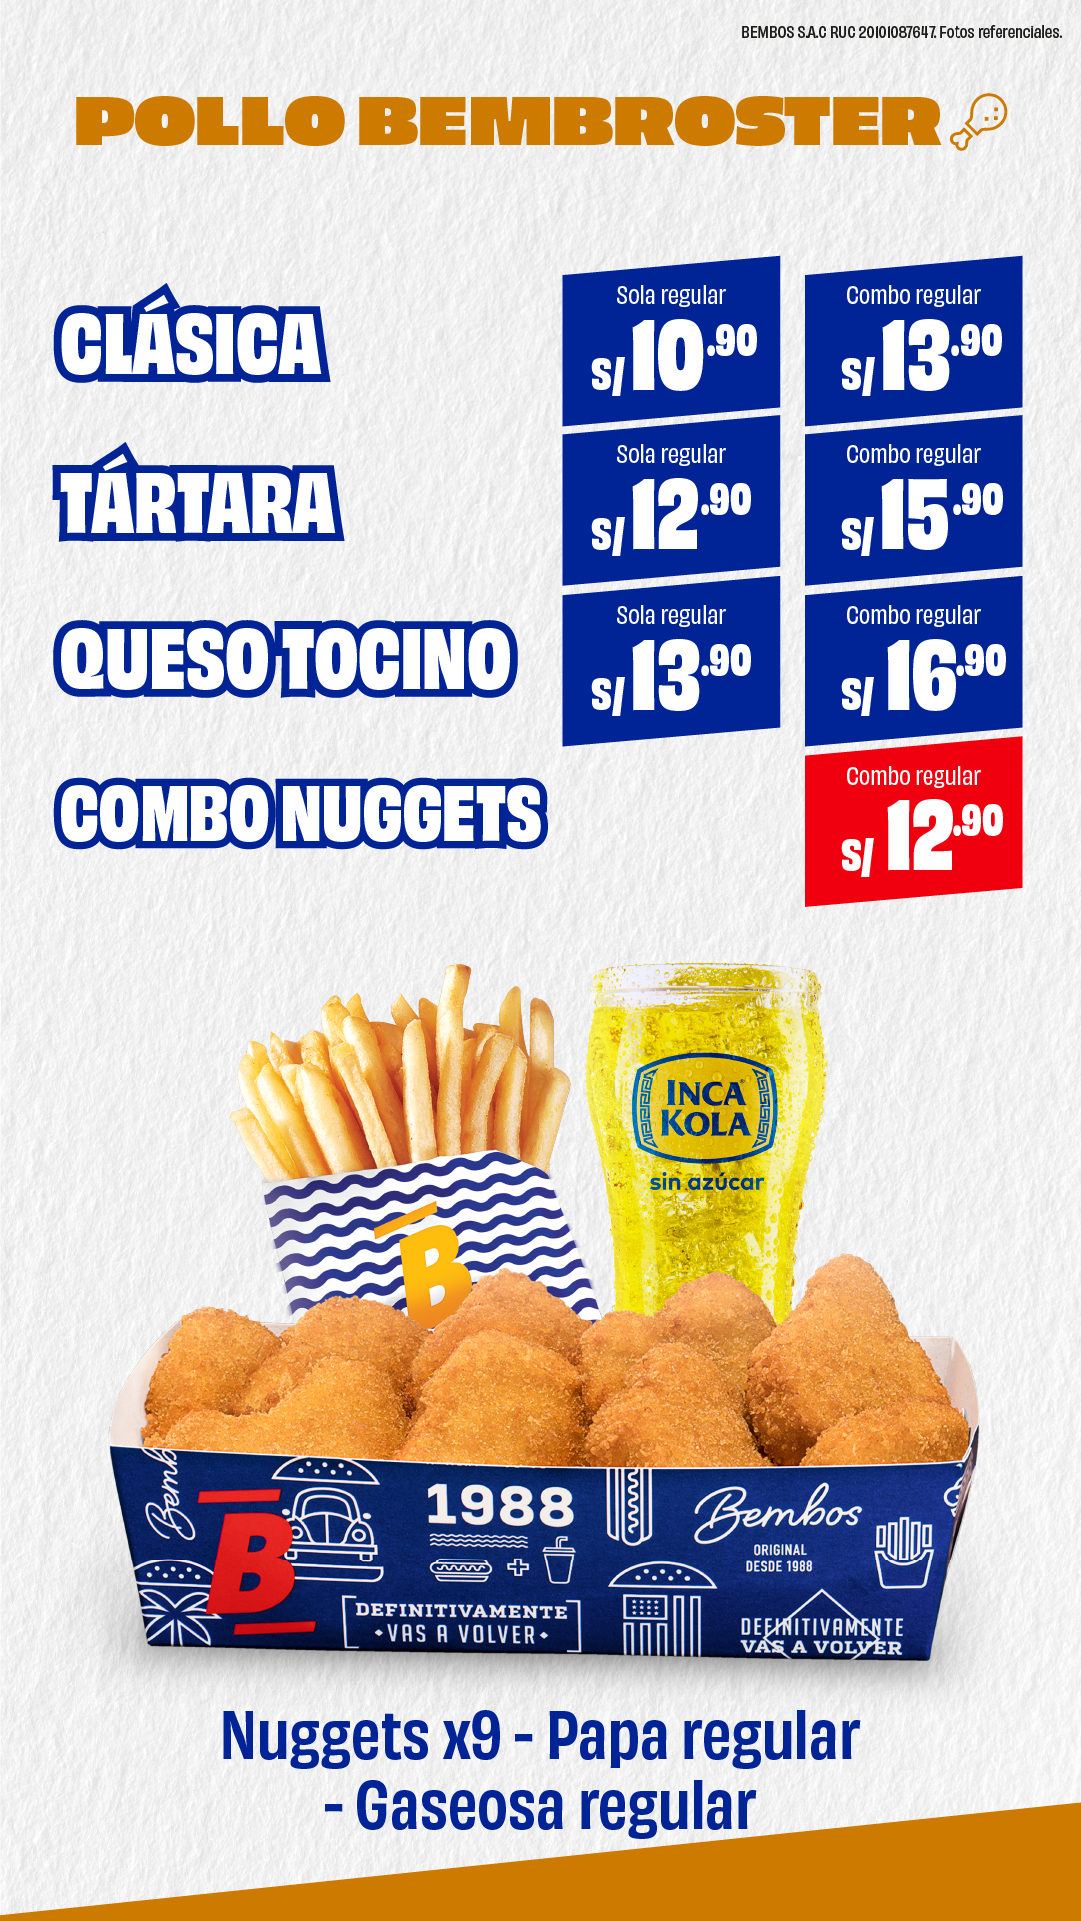 BEMBOS S.A.C RUC 20101087647. Fotos referenciales.
POLLO BEMBROSTER
CLÁSICA
Sola regular
S/10.90
Combo regular
S/13.90
TÁRTARA
Sola regular
S/12.90
Combo regular
S/15.90
QUESO TOCINO
Sola regular
S/13.90
Combo regular
S/16.90
COMBO NUGGETS
Combo regular
S/12.90
INCA
KOLA
sin azúcar
B
Bemb
B
1988
+
DEFINITIVAMENTE
•VAS A VOLVER•
Bembos
ORIGINAL
DESDE 1988
DEFINITIVAMENTE
VAS A VOLVER
Nuggets x9 - Papa regular
- Gaseosa regular